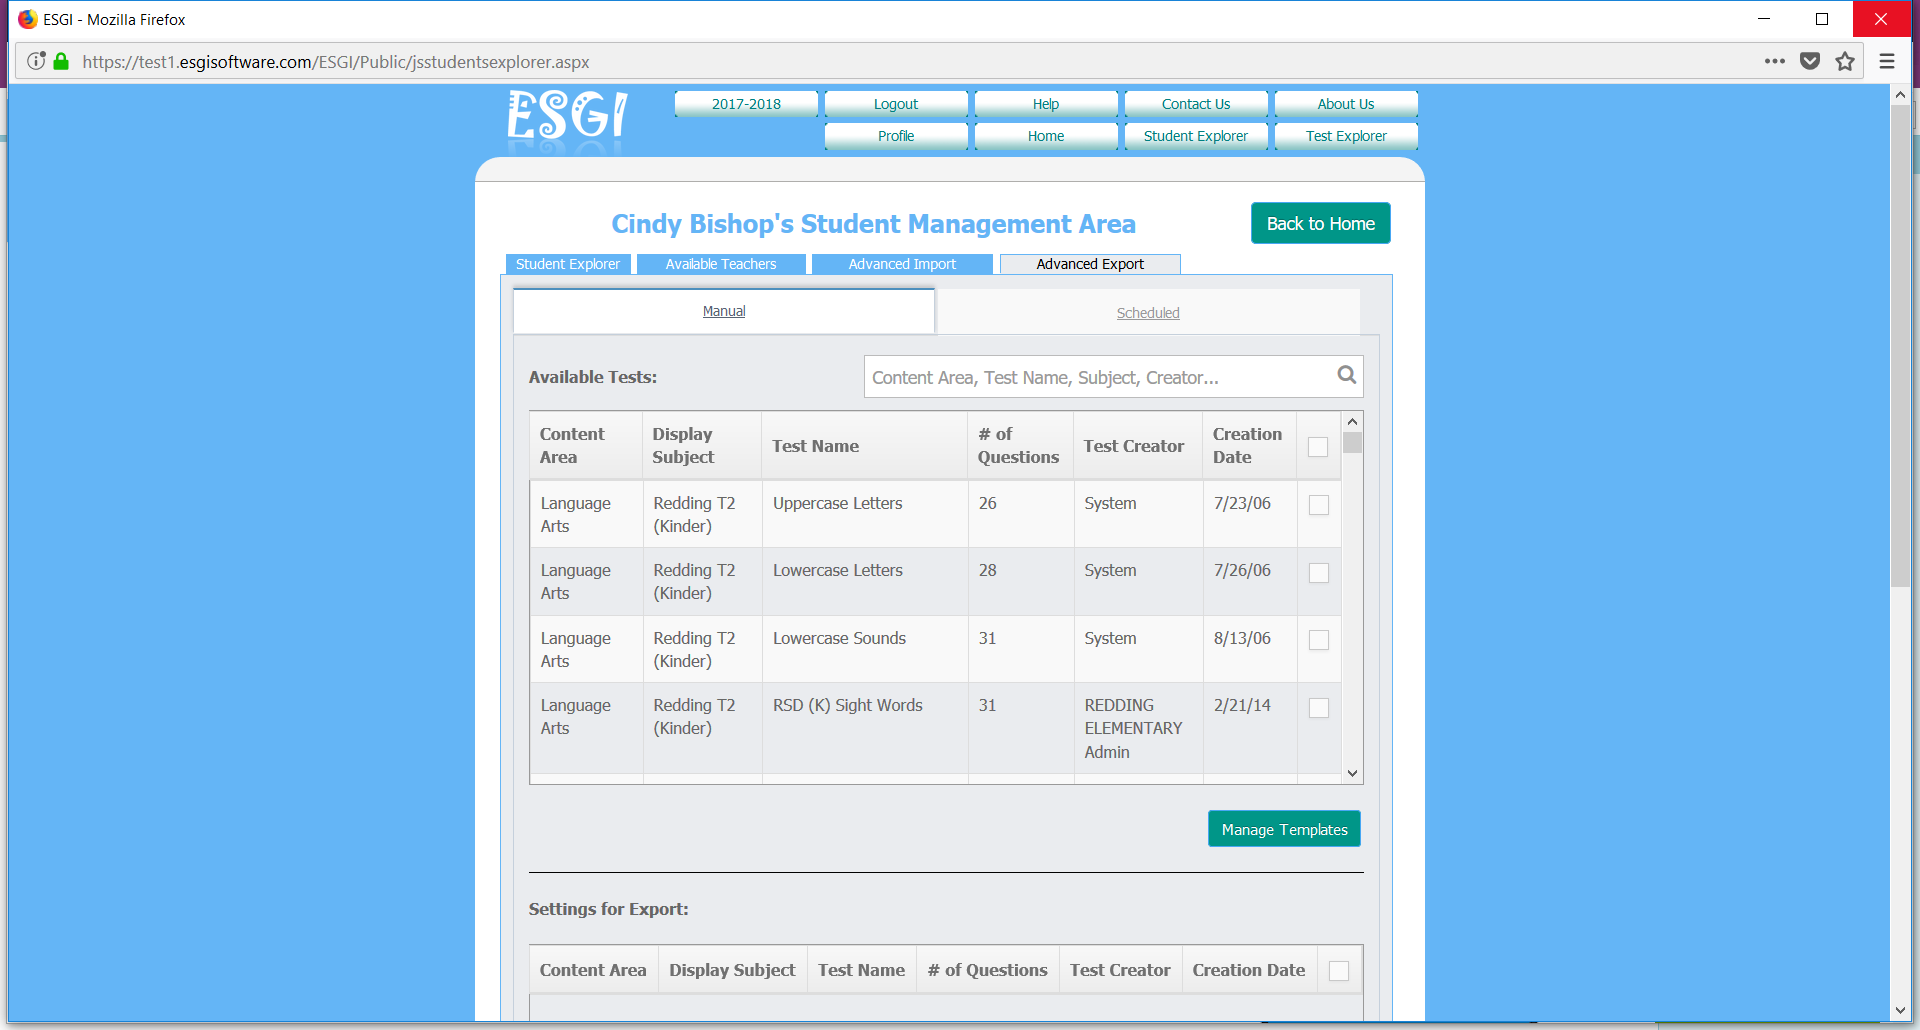 ESGI - Mozilla Firefox
https://test1.esgisoftware.com/ESGI/Public/jsstudentsexplorer.aspx
ESGI
2017-2018 Logout Help Contact Us About Us
Profile Home Student Explorer Test Explorer
Cindy Bishop's Student Management Area
Back to Home
Student Explorer Available Teachers Advanced Import Advanced Export
Manual Scheduled
Available Tests:
Content Area, Test Name, Subject, Creator...
Content Area Display Subject Test Name # of Questions Test Creator Creation Date
Language Arts Redding T2 (Kinder) Uppercase Letters 26 System 7/23/06
Language Arts Redding T2 (Kinder) Lowercase Letters 28 System 7/26/06
Language Arts Redding T2 (Kinder) Lowercase Sounds 31 System 8/13/06
Language Arts Redding T2 (Kinder) RSD (K) Sight Words 31 REDDING ELEMENTARY Admin 2/21/14
Manage Templates
Settings for Export:
Content Area Display Subject Test Name # of Questions Test Creator Creation Date